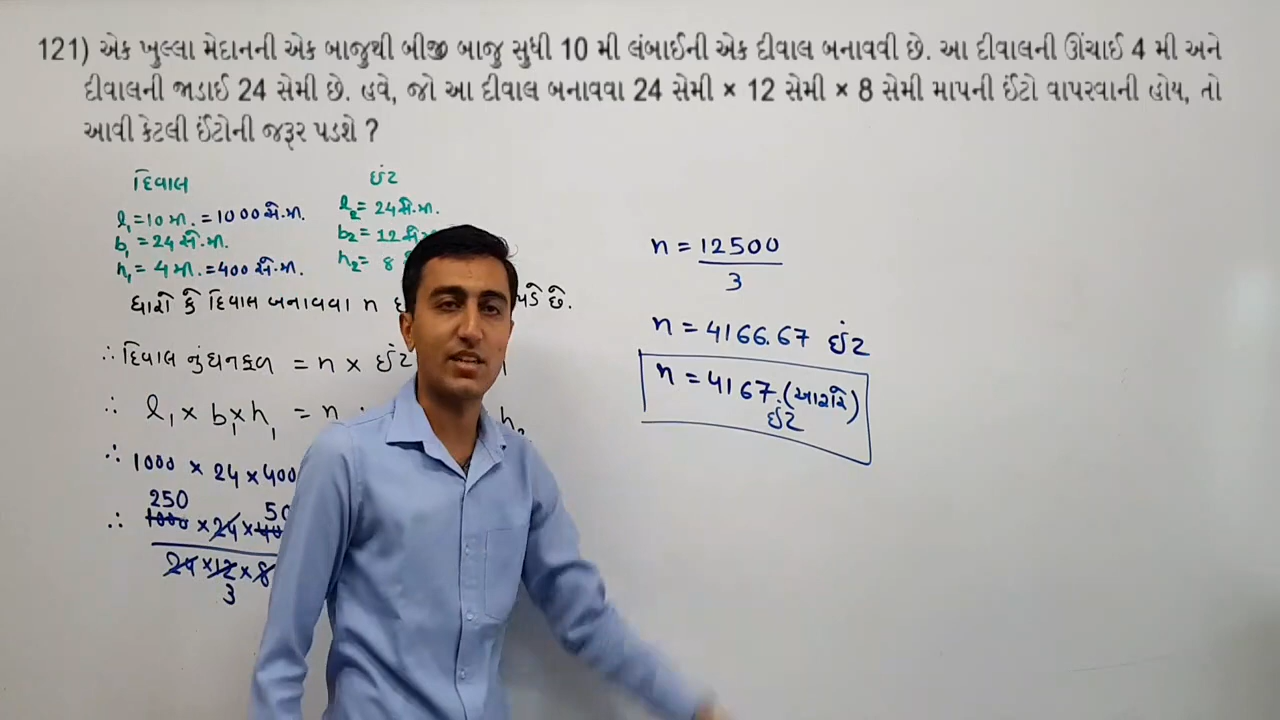 121) એક ખુલ્લા મેદાનની એક બાજુથી બીજી બાજુ સુધી 10 મી લંબાઈની એક દીવાલ બનાવવી છે. આ દીવાલની ઊંચાઈ 4 મી અને
દીવાલની જાડાઈ 24 સેમી છે. હવે, જો આ દીવાલ બનાવવા 24 સેમી × 12 સેમી × 8 સેમી માપની ઈંટો વાપરવાની હોય, તો
આવી કેટલી ઈંટોની જરૂર પડશે ?
દિવાલ
l₁ = 10 મી. = 1000 સે.મી.
b₁ = 24 સે.મી.
h₁ = 4 મી. = 400 સે.મી.
ઈંટ
l₂ = 24 સે.મી.
b₂ = 12 સે.મ
h₂ = 8
ધારો કે દિવાલ બનાવવા n ઈ પડે છે.
∴ દિવાલ નું ઘનફળ = n × ઈંટ
∴ l₁ × b₁ × h₁ = n h₂
∴ 1000 × 24 × 400
250 50
∴ 1000 × 24 × 40
24 × 12 × 8
3
n = 12500
3
n = 4166.67 ઈંટ
n = 4167 (આશરે)
ઈંટ